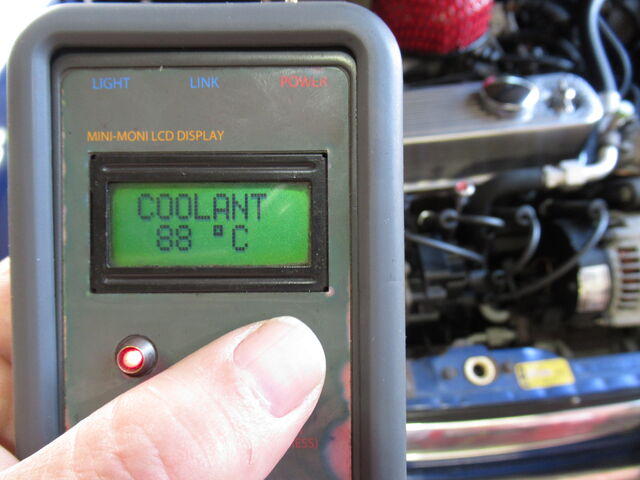 LIGHT LINK POWER
MINI-MONI LCD DISPLAY
COOLANT
88 °C